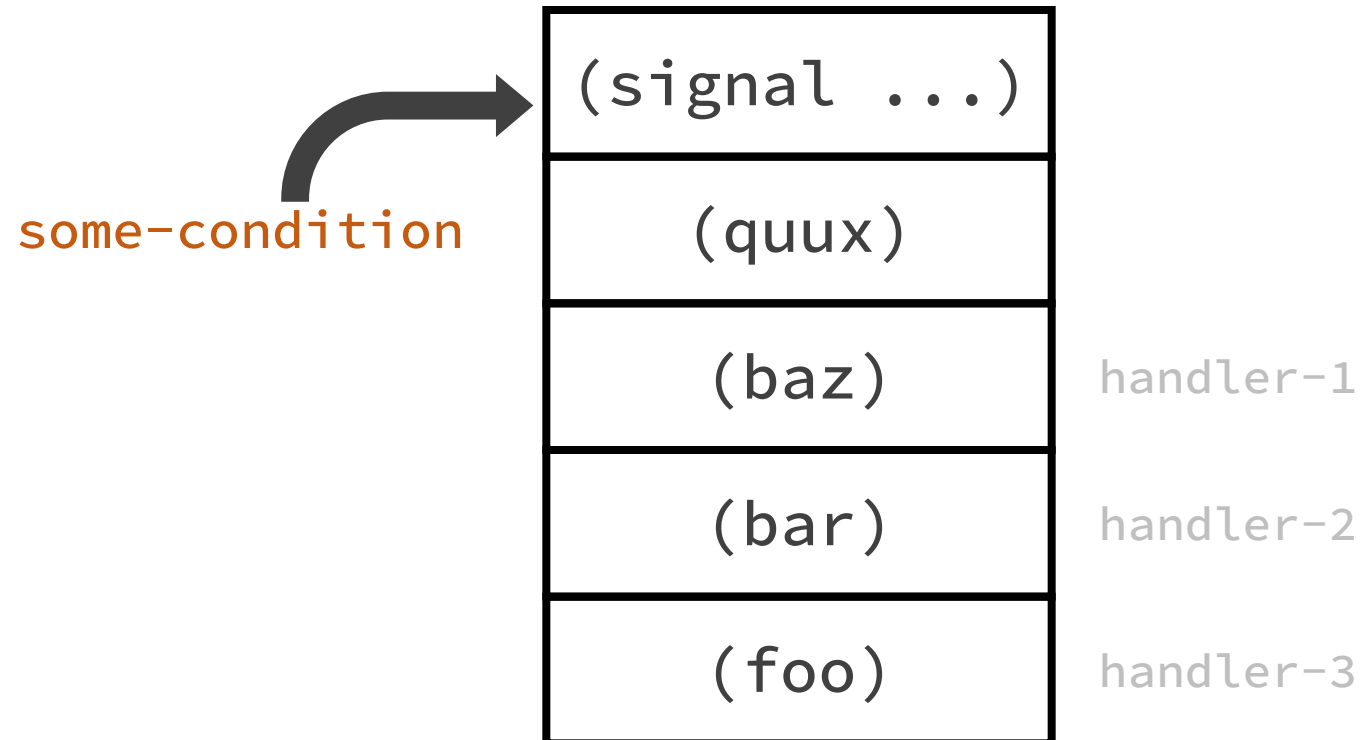 (signal ...)
some-condition
(quux)
(baz) handler-1
(bar) handler-2
(foo) handler-3